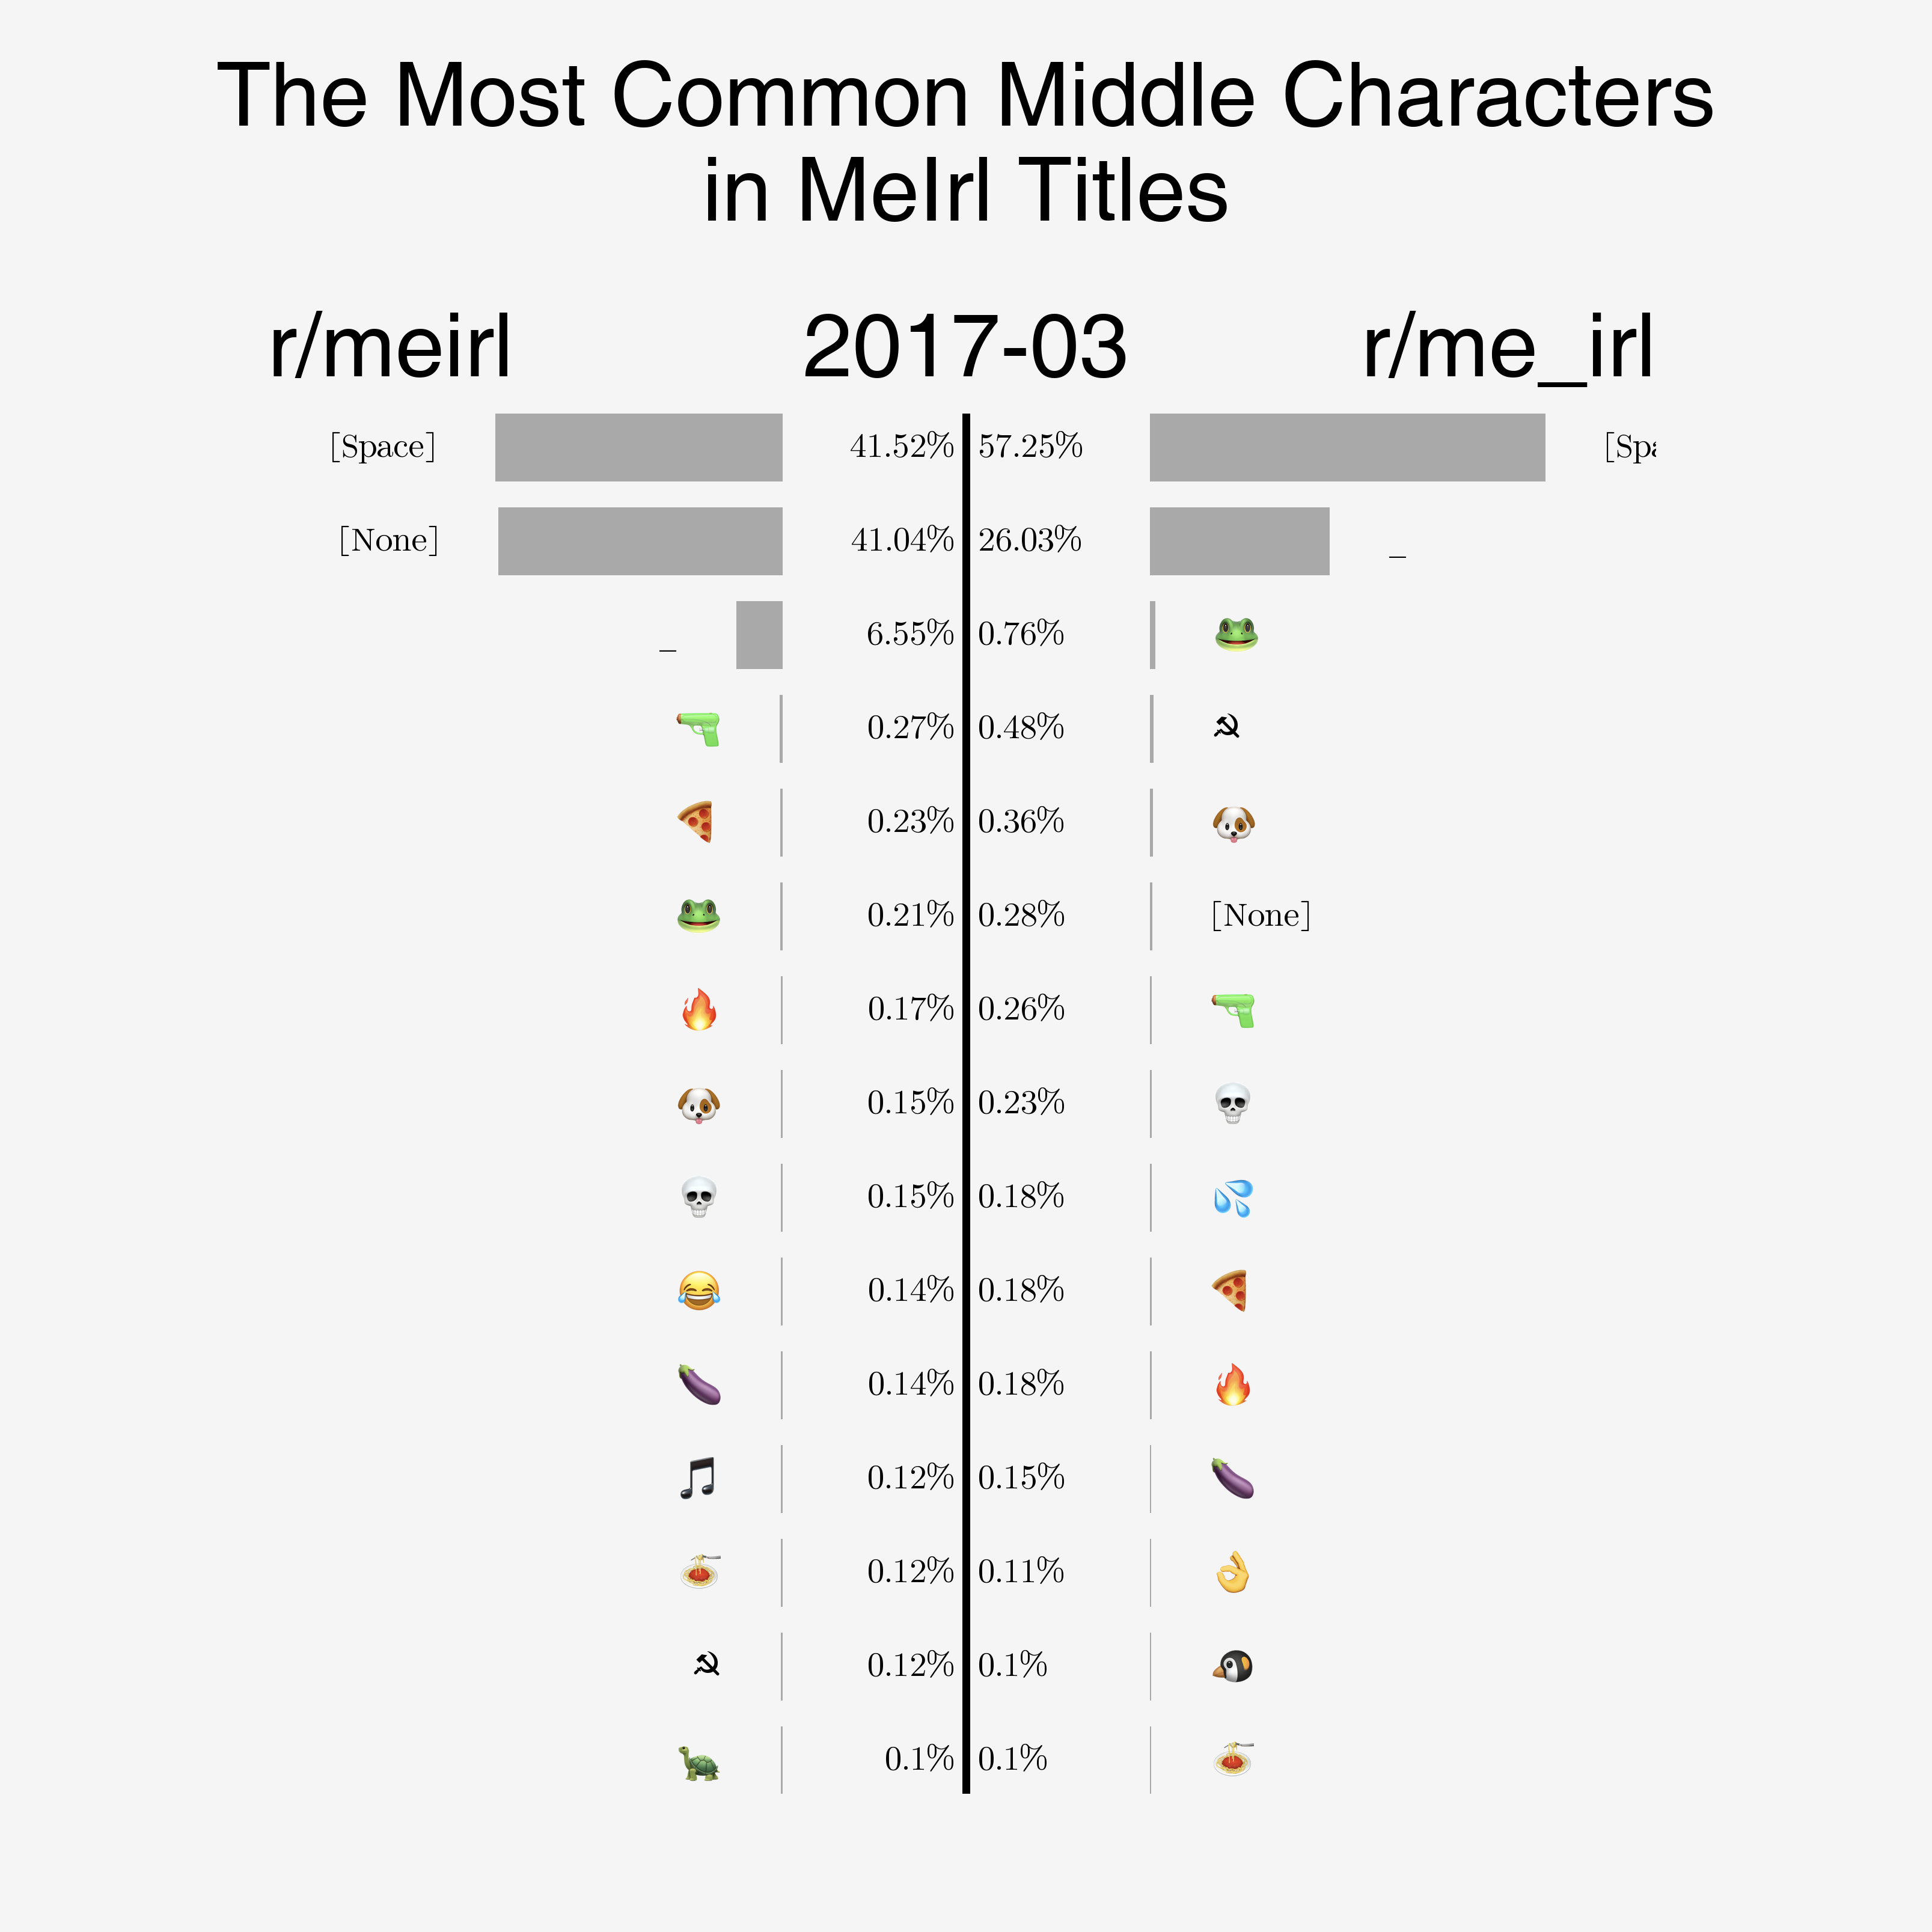 The Most Common Middle Characters
in MeIrl Titles
r/meirl 2017-03 r/me_irl
[Space] 41.52% 57.25% [Spa
[None] 41.04% 26.03% _
_ 6.55% 0.76% 🐸
🔫 0.27% 0.48% ☭
🍕 0.23% 0.36% 🐶
🐸 0.21% 0.28% [None]
🔥 0.17% 0.26% 🔫
🐶 0.15% 0.23% 💀
💀 0.15% 0.18% 💦
😂 0.14% 0.18% 🍕
🍆 0.14% 0.18% 🔥
🎵 0.12% 0.15% 🍆
🍝 0.12% 0.11% 👌
☭ 0.12% 0.1% 🐧
🐢 0.1% 0.1% 🍝